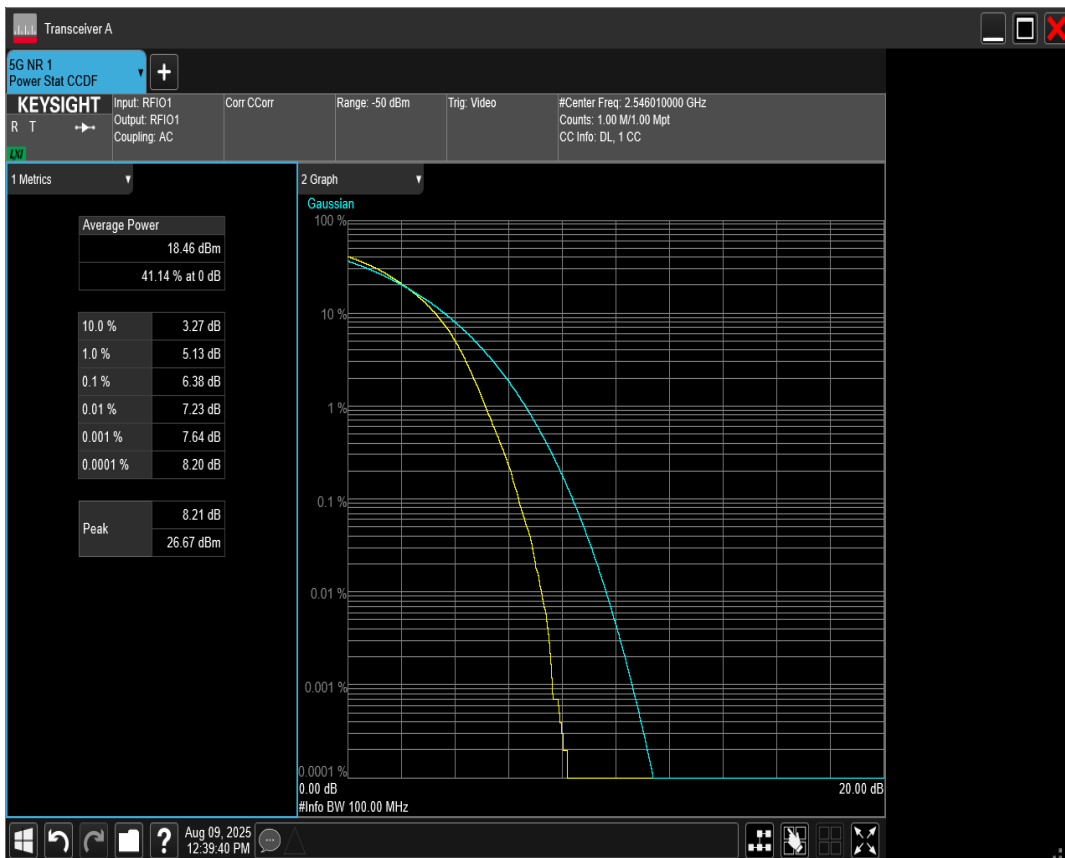 Transceiver A
5G NR 1
Power Stat CCDF
KEYSIGHT
R T
LXI
Input: RFIO1
Output: RFIO1
Coupling: AC
Corr CCorr
Range: -50 dBm
Trig: Video
#Center Freq: 2.546010000 GHz
Counts: 1.00 M/1.00 Mpt
CC Info: DL, 1 CC
1 Metrics
Average Power
18.46 dBm
41.14 % at 0 dB
10.0 % 3.27 dB
1.0 % 5.13 dB
0.1 % 6.38 dB
0.01 % 7.23 dB
0.001 % 7.64 dB
0.0001 % 8.20 dB
Peak 8.21 dB
26.67 dBm
2 Graph
Gaussian
100 %
10 %
1 %
0.1 %
0.01 %
0.001 %
0.0001 %
0.00 dB 20.00 dB
#Info BW 100.00 MHz
Aug 09, 2025
12:39:40 PM